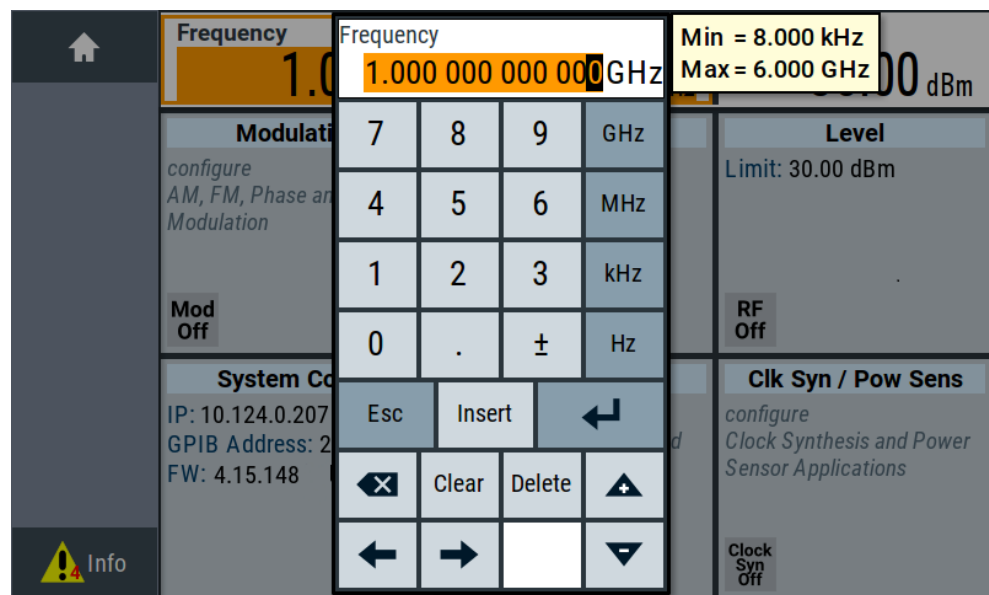 Frequency
1.0
Frequency
1.000 000 000 000 GHz
Min = 8.000 kHz
Max = 6.000 GHz
00 dBm
7 8 9 GHz
4 5 6 MHz
1 2 3 kHz
0 . ± Hz
Esc Insert
Clear Delete
Modulati
configure
AM, FM, Phase an
Modulation
Mod
Off
Level
Limit: 30.00 dBm
RF
Off
System Co
IP: 10.124.0.207
GPIB Address: 2
FW: 4.15.148
d
Clk Syn / Pow Sens
configure
Clock Synthesis and Power
Sensor Applications
Clock
Syn
Off
4 Info